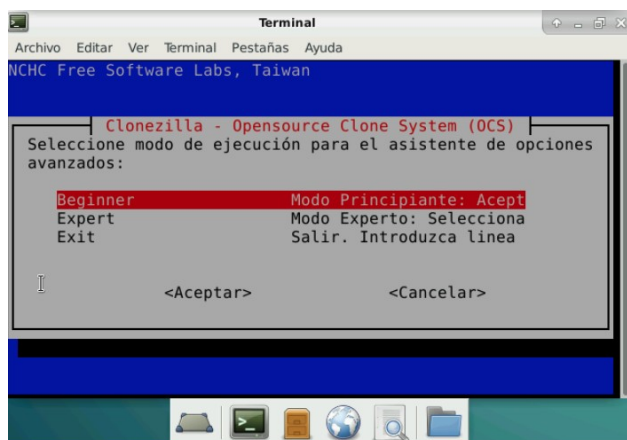 Terminal
Archivo Editar Ver Terminal Pestañas Ayuda
NCHC Free Software Labs, Taiwan
Clonezilla - Opensource Clone System (OCS)
Seleccione modo de ejecución para el asistente de opciones
avanzados:
Beginner Modo Principiante: Acept
Expert Modo Experto: Selecciona
Exit Salir. Introduzca linea
<Aceptar> <Cancelar>